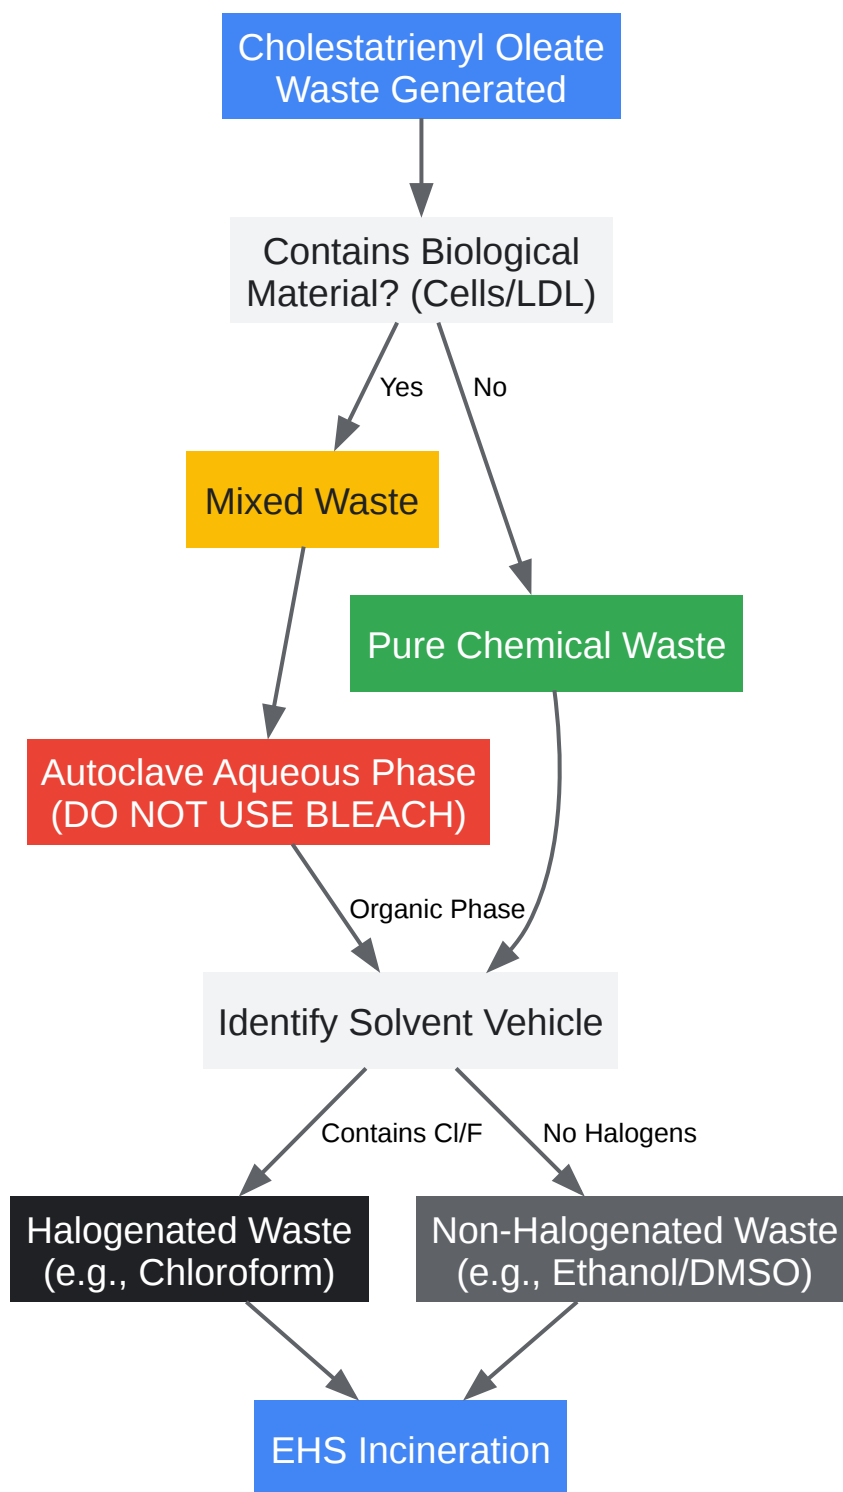 Cholestatrienyl Oleate
Waste Generated
Contains Biological
Material? (Cells/LDL)
Yes
No
Mixed Waste
Pure Chemical Waste
Autoclave Aqueous Phase
(DO NOT USE BLEACH)
Organic Phase
Identify Solvent Vehicle
Contains Cl/F
No Halogens
Halogenated Waste
(e.g., Chloroform)
Non-Halogenated Waste
(e.g., Ethanol/DMSO)
EHS Incineration